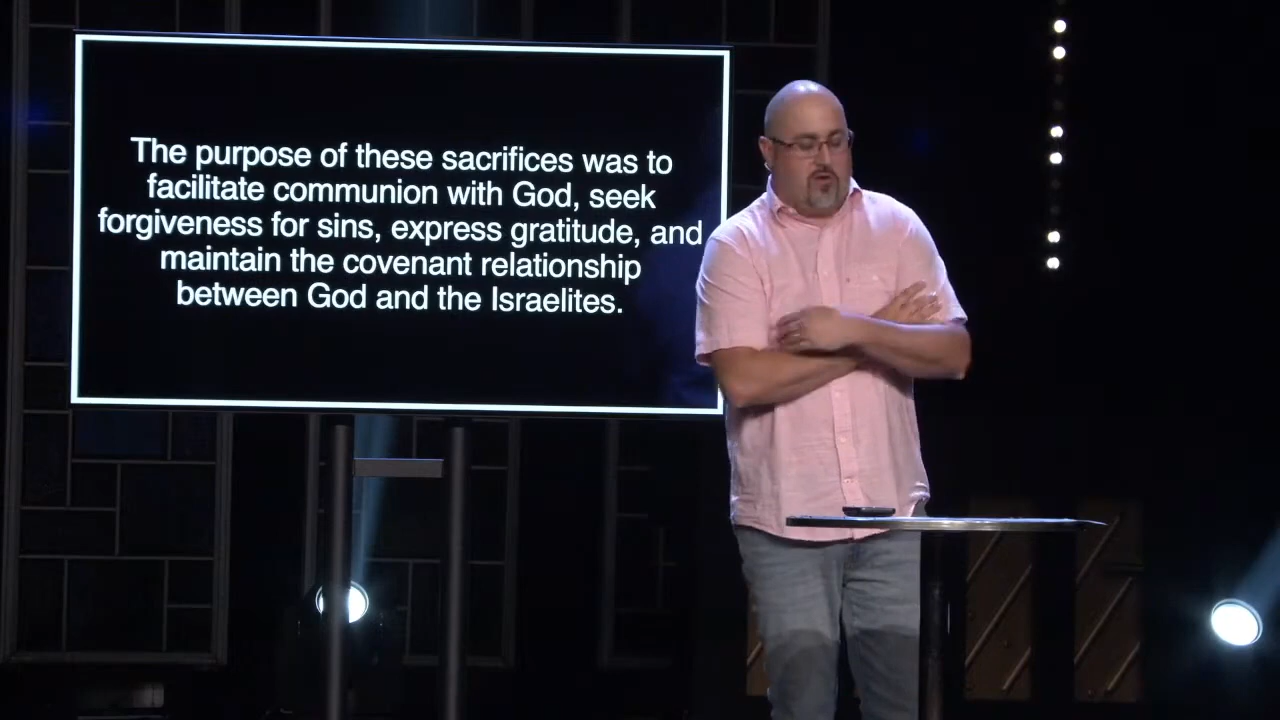 The purpose of these sacrifices was to
facilitate communion with God, seek
forgiveness for sins, express gratitude, and
maintain the covenant relationship
between God and the Israelites.